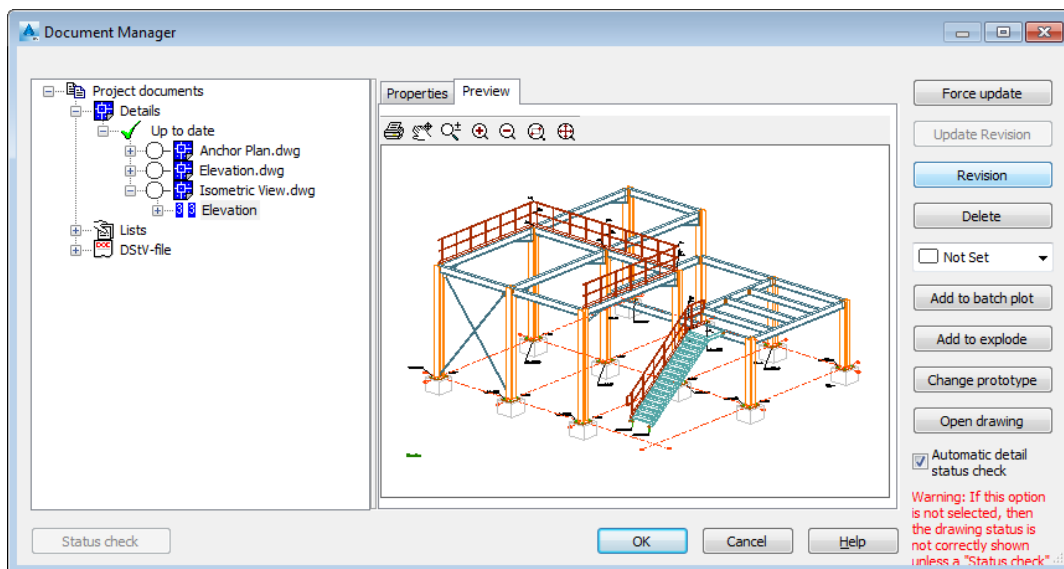 Document Manager
Project documents
Details
Up to date
Anchor Plan.dwg
Elevation.dwg
Isometric View.dwg
3 3 Elevation
Lists
DOC
DStV-file
Status check
Properties
Preview
Force update
Update Revision
Revision
Delete
Not Set
Add to batch plot
Add to explode
Change prototype
Open drawing
Automatic detail
status check
Warning: If this option
is not selected, then
the drawing status is
not correctly shown
unless a "Status check"
OK
Cancel
Help